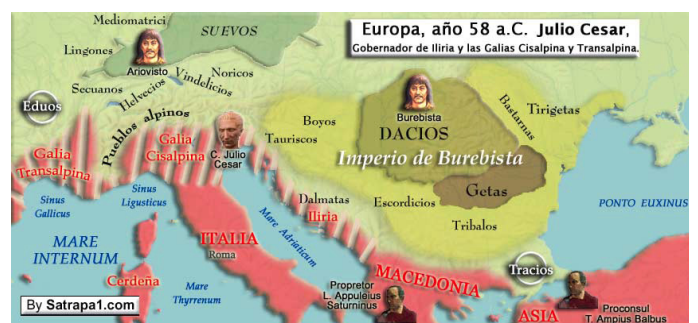 Europa, año 58 a.C. Julio Cesar,
Gobernador de Iliria y las Galias Cisalpina y Transalpina.
Mediomatrici
SUEVOS
Lingones
Ariovisto
Secuanos
Helvecios
Vindelicios
Noricos
Eduos
Pueblos alpinos
Galia
Transalpina
Galia
Cisalpina
C. Julio
Cesar
Boyos
Tauriscos
Burebista
DACIOS
Imperio de Burebista
Bastarnas
Tirigetas
Getas
Escordicios
Tribalos
Dalmatas
Iliria
Sinus
Gallicus
Sinus
Ligusticus
Mare Adriaticum
PONTO EUXINUS
MARE
INTERNUM
ITALIA
Roma
Cerdeña
Mare
Thyrrenum
MACEDONIA
Tracios
Propretor
L. Appuleius
Saturninus
ASIA
Proconsul
T. Ampius Balbus
By Satrapa1.com